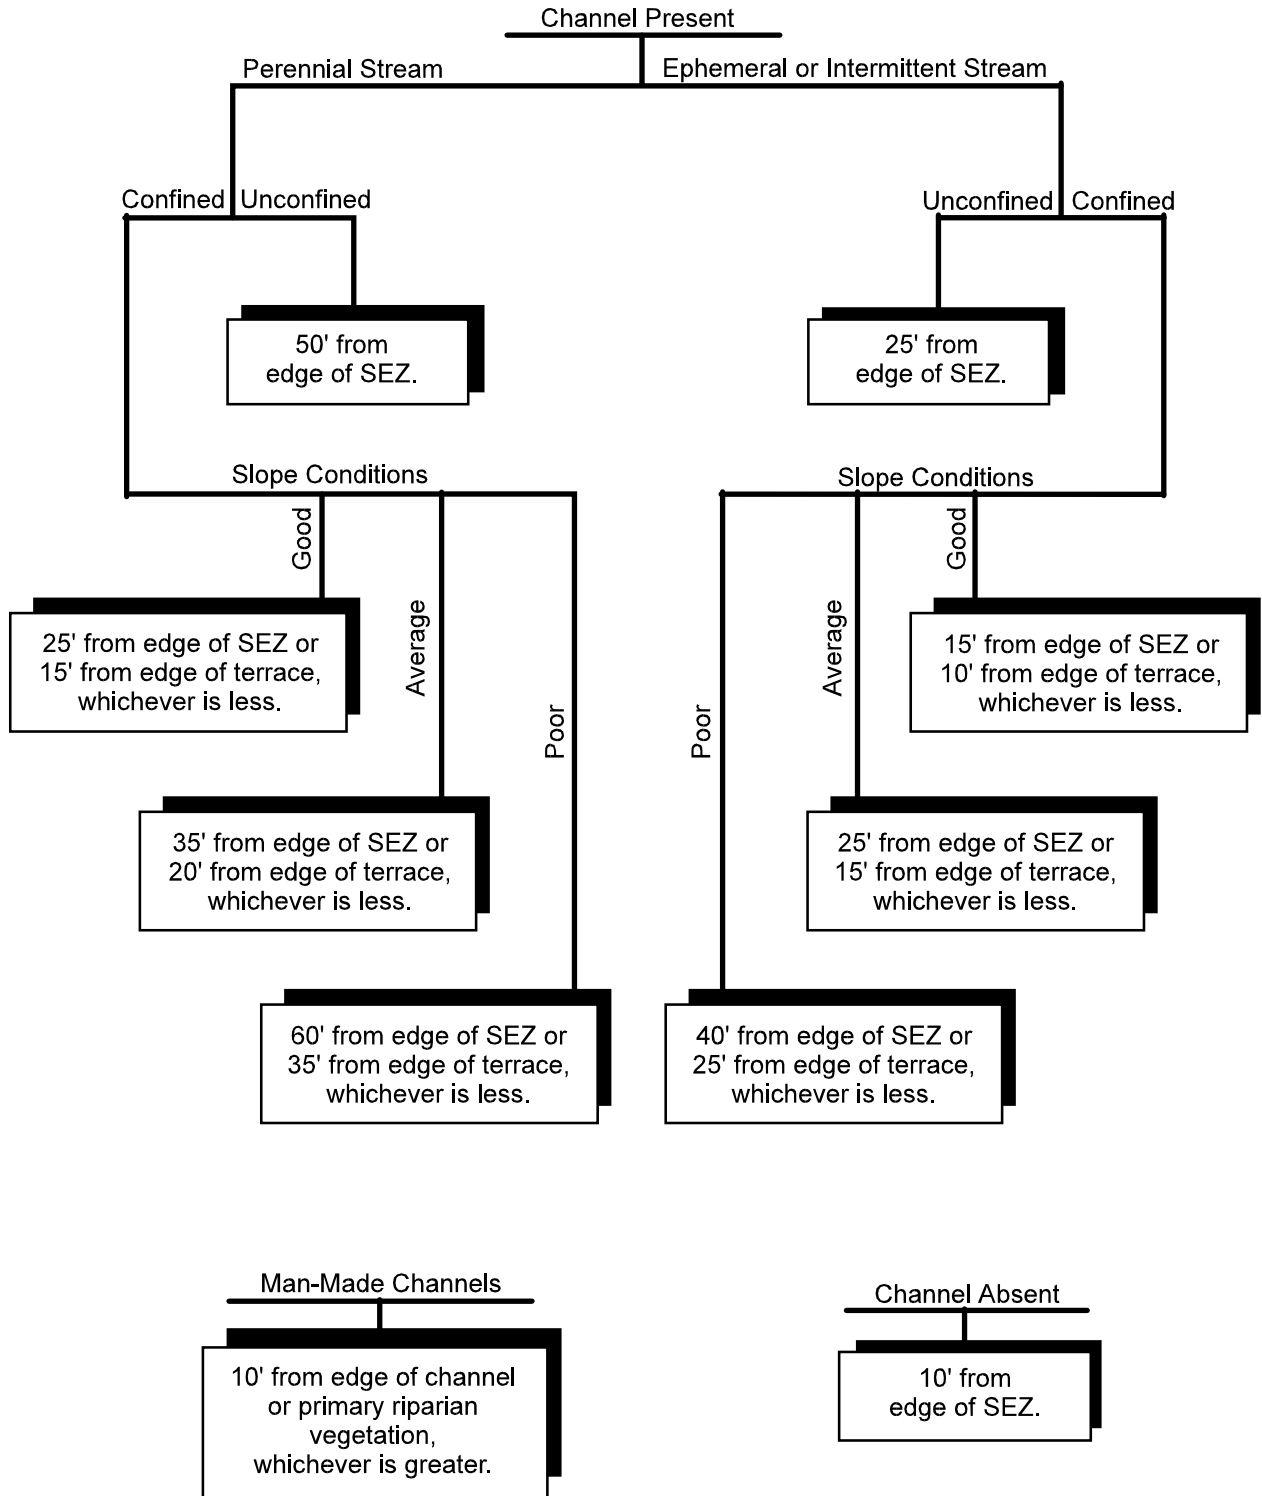 Channel Present
Perennial Stream
Ephemeral or Intermittent Stream
Confined
Unconfined
Unconfined
Confined
50' from
edge of SEZ.
25' from
edge of SEZ.
Slope Conditions
Slope Conditions
Good
Average
Poor
Poor
Average
Good
25' from edge of SEZ or
15' from edge of terrace,
whichever is less.
15' from edge of SEZ or
10' from edge of terrace,
whichever is less.
35' from edge of SEZ or
20' from edge of terrace,
whichever is less.
25' from edge of SEZ or
15' from edge of terrace,
whichever is less.
60' from edge of SEZ or
35' from edge of terrace,
whichever is less.
40' from edge of SEZ or
25' from edge of terrace,
whichever is less.
Man-Made Channels
10' from edge of channel
or primary riparian
vegetation,
whichever is greater.
Channel Absent
10' from
edge of SEZ.